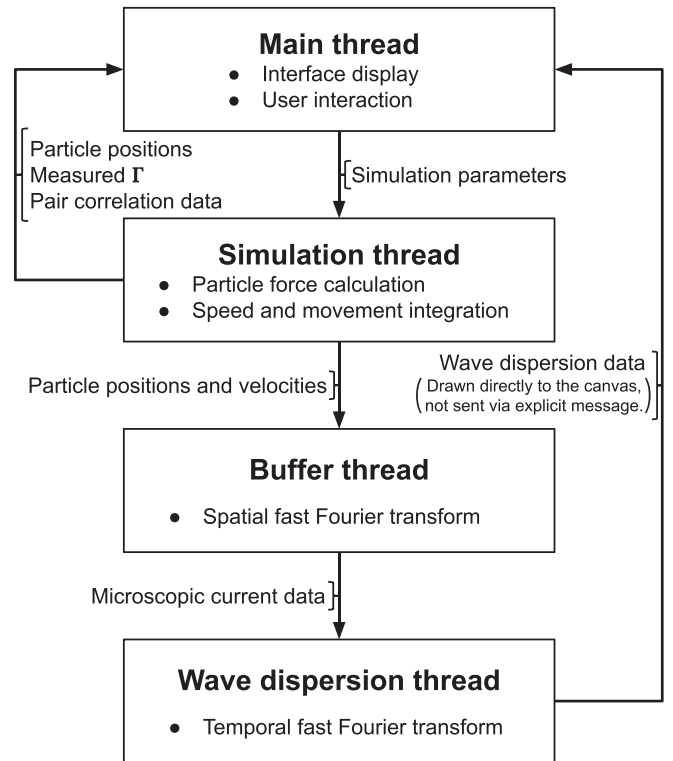 Main thread
● Interface display
● User interaction
Particle positions
Measured Γ
Pair correlation data
Simulation parameters
Simulation thread
● Particle force calculation
● Speed and movement integration
Wave dispersion data
(Drawn directly to the canvas,
not sent via explicit message.)
Particle positions and velocities
Buffer thread
● Spatial fast Fourier transform
Microscopic current data
Wave dispersion thread
● Temporal fast Fourier transform